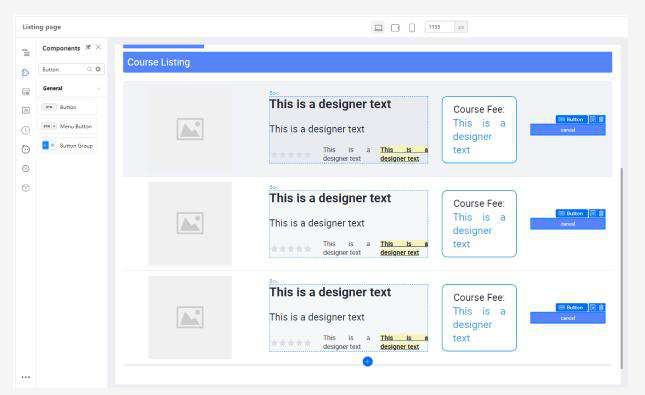 Listing page
1135
px
Components
Button
General
Button
Menu Button
Button Group
Course Listing
Box
This is a designer text
This is a designer text
This is a designer text
This is a designer text
Course Fee:
This is a
designer
text
Button
cancel
Box
This is a designer text
This is a designer text
This is a designer text
This is a designer text
Course Fee:
This is a
designer
text
Button
cancel
Box
This is a designer text
This is a designer text
This is a designer text
This is a designer text
Course Fee:
This is a
designer
text
Button
cancel